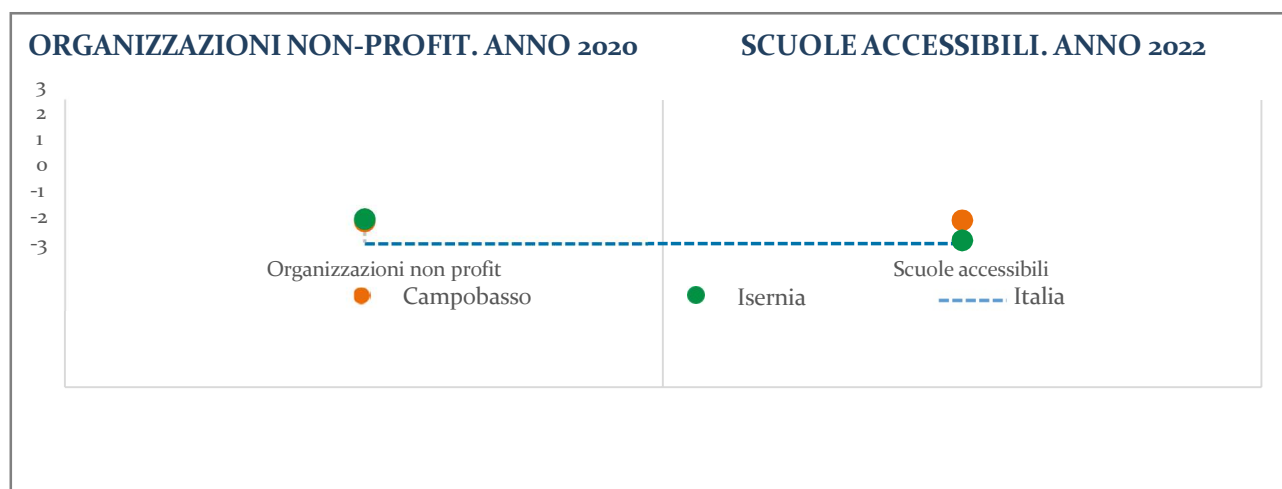 ORGANIZZAZIONI NON-PROFIT. ANNO 2020
SCUOLE ACCESSIBILI. ANNO 2022
3
2
1
0
-1
-2
-3
Organizzazioni non profit
Scuole accessibili
Campobasso
Isernia
Italia